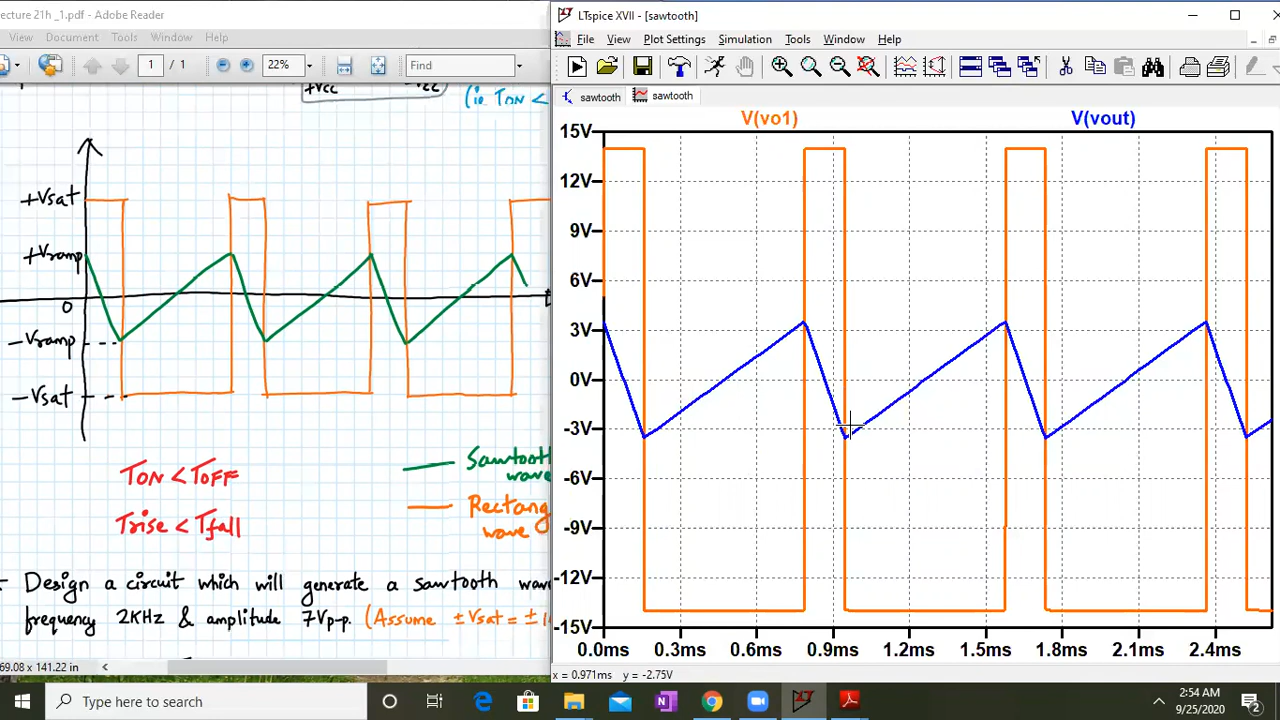 ecture 21h _1.pdf - Adobe Reader
View Document Tools Window Help
1 / 1 22% Find
+Vcc -Vcc
(ie TON <
+Vsat
+Vramp
0
-Vramp
-Vsat
TON < TOFF
Trise < Tfall
Sawtooth
wave
Rectang
wave
Design a circuit which will generate a sawtooth wav
frequency 2KHz & amplitude 7Vp-p. (Assume ±Vsat = ±1
69.08 x 141.22 in
LTspice XVII - [sawtooth]
File View Plot Settings Simulation Tools Window Help
sawtooth sawtooth
V(vo1) V(vout)
15V
12V
9V
6V
3V
0V
-3V
-6V
-9V
-12V
-15V
0.0ms 0.3ms 0.6ms 0.9ms 1.2ms 1.5ms 1.8ms 2.1ms 2.4ms
x = 0.971ms y = -2.75V
Type here to search
2:54 AM
9/25/2020
2